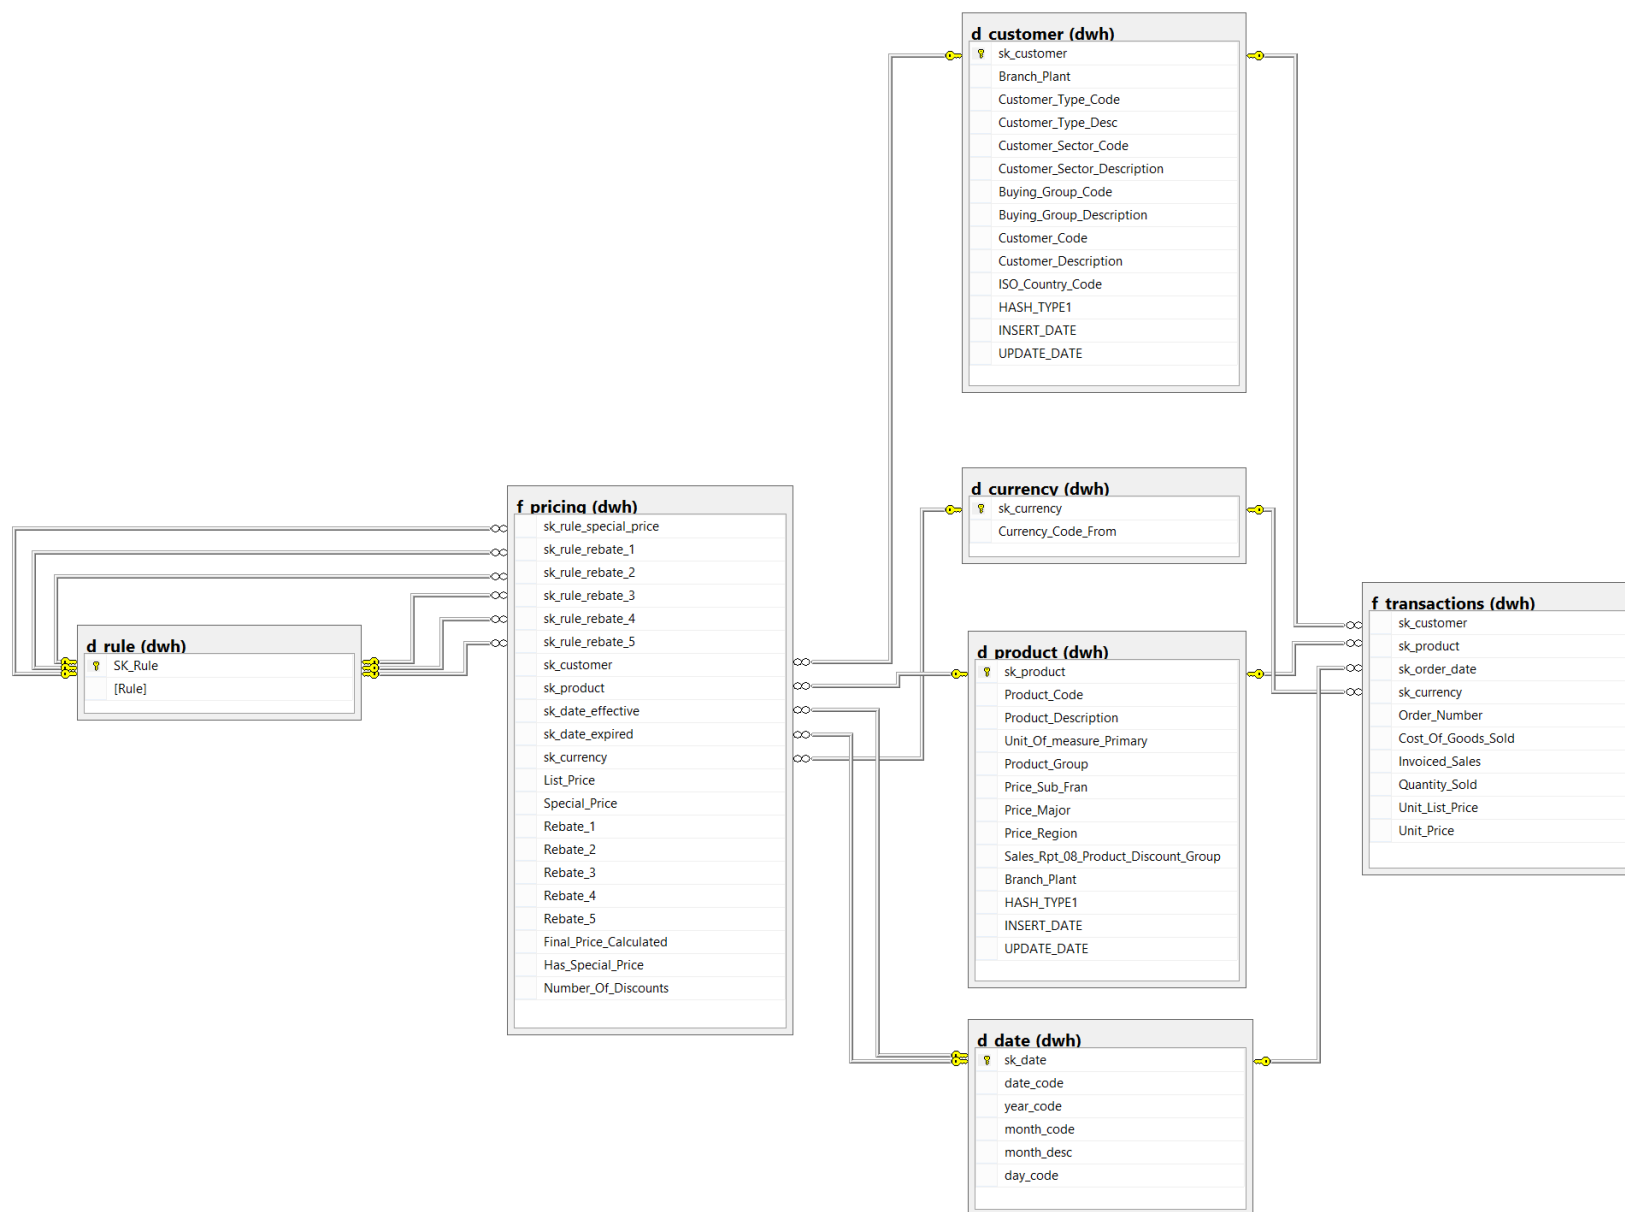 d_customer (dwh)
sk_customer
Branch_Plant
Customer_Type_Code
Customer_Type_Desc
Customer_Sector_Code
Customer_Sector_Description
Buying_Group_Code
Buying_Group_Description
Customer_Code
Customer_Description
ISO_Country_Code
HASH_TYPE1
INSERT_DATE
UPDATE_DATE
d_currency (dwh)
sk_currency
Currency_Code_From
f_pricing (dwh)
sk_rule_special_price
sk_rule_rebate_1
sk_rule_rebate_2
sk_rule_rebate_3
sk_rule_rebate_4
sk_rule_rebate_5
sk_customer
sk_product
sk_date_effective
sk_date_expired
sk_currency
List_Price
Special_Price
Rebate_1
Rebate_2
Rebate_3
Rebate_4
Rebate_5
Final_Price_Calculated
Has_Special_Price
Number_Of_Discounts
d_rule (dwh)
SK_Rule
[Rule]
d_product (dwh)
sk_product
Product_Code
Product_Description
Unit_Of_measure_Primary
Product_Group
Price_Sub_Fran
Price_Major
Price_Region
Sales_Rpt_08_Product_Discount_Group
Branch_Plant
HASH_TYPE1
INSERT_DATE
UPDATE_DATE
f_transactions (dwh)
sk_customer
sk_product
sk_order_date
sk_currency
Order_Number
Cost_Of_Goods_Sold
Invoiced_Sales
Quantity_Sold
Unit_List_Price
Unit_Price
d_date (dwh)
sk_date
date_code
year_code
month_code
month_desc
day_code